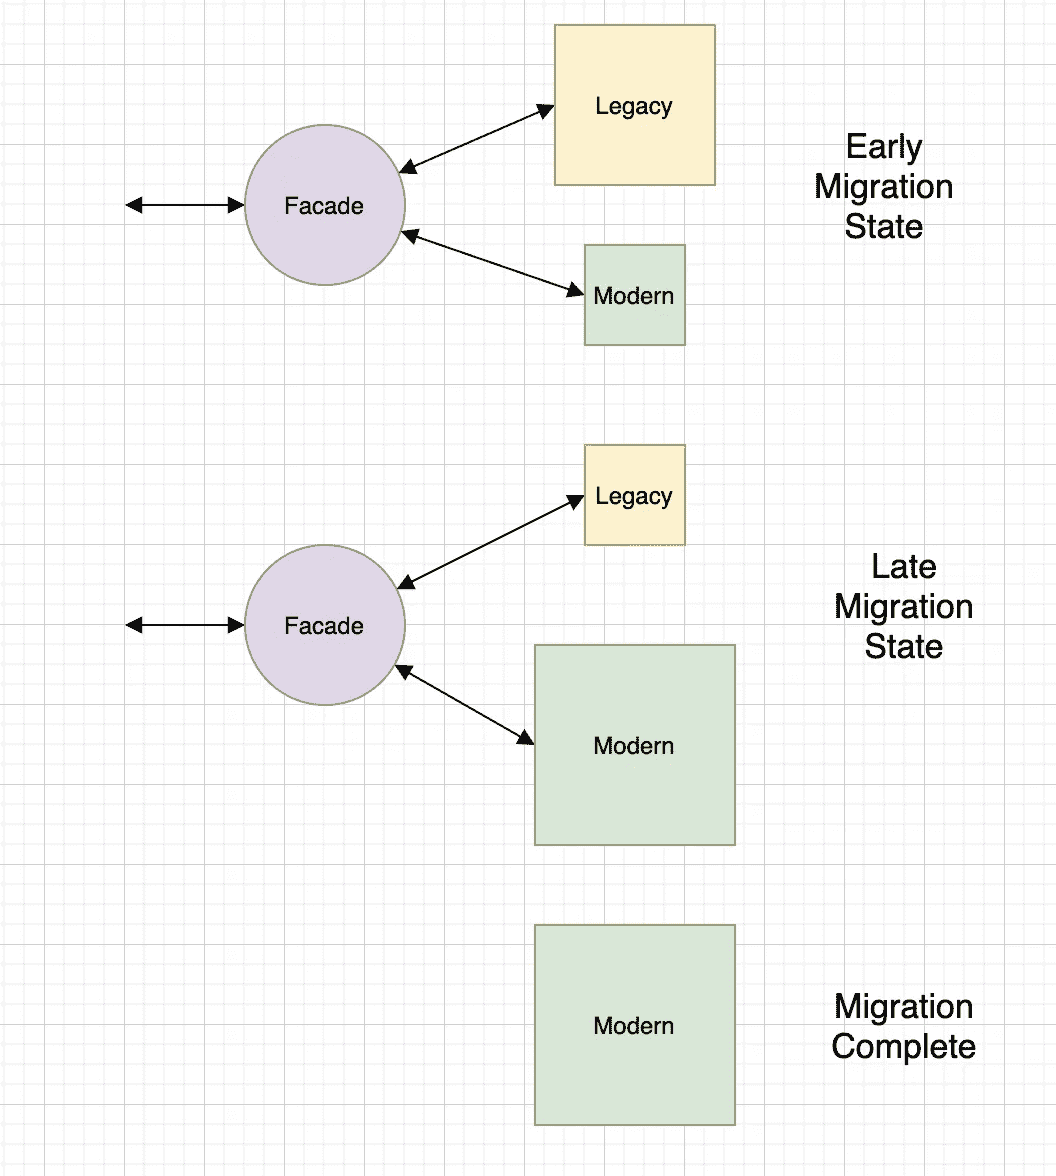 Legacy
Facade
Modern
Early
Migration
State
Legacy
Facade
Modern
Late
Migration
State
Modern
Migration
Complete